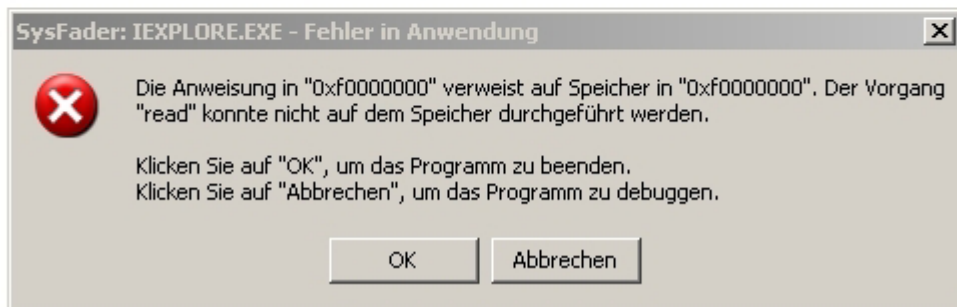 SysFader: IEXPLORE.EXE - Fehler in Anwendung
Die Anweisung in "0xf0000000" verweist auf Speicher in "0xf0000000". Der Vorgang
"read" konnte nicht auf dem Speicher durchgeführt werden.
Klicken Sie auf "OK", um das Programm zu beenden.
Klicken Sie auf "Abbrechen", um das Programm zu debuggen.
OK
Abbrechen